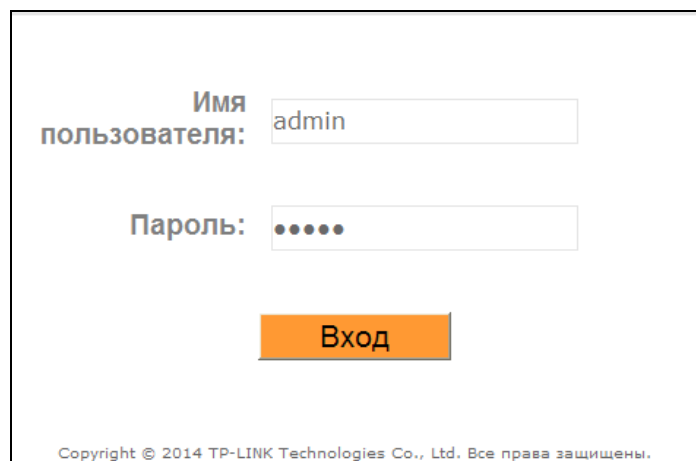 Имя
пользователя:
admin
Пароль:
•••••
Вход
Copyright © 2014 TP-LINK Technologies Co., Ltd. Все права защищены.